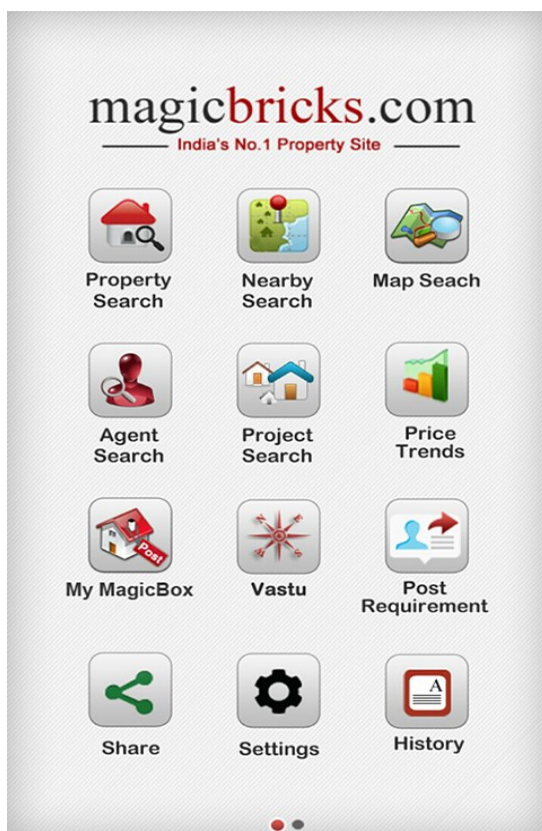 magicbricks.com
India's No.1 Property Site
Property
Search
Nearby
Search
Map Seach
Agent
Search
Project
Search
Price
Trends
Post
My MagicBox
N
E
W
S
Vastu
Post
Requirement
A
Share
Settings
History